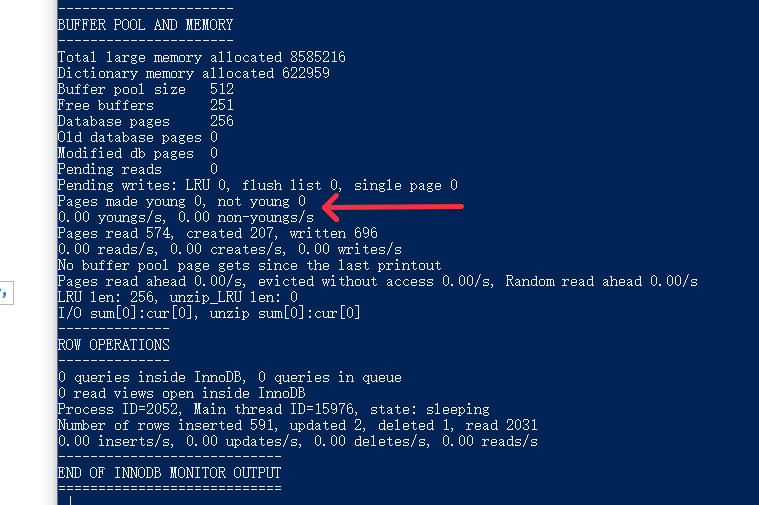 ----------------------
BUFFER POOL AND MEMORY
----------------------
Total large memory allocated 8585216
Dictionary memory allocated 622959
Buffer pool size   512
Free buffers       251
Database pages     256
Old database pages 0
Modified db pages  0
Pending reads      0
Pending writes: LRU 0, flush list 0, single page 0
Pages made young 0, not young 0
0.00 youngs/s, 0.00 non-youngs/s
Pages read 574, created 207, written 696
0.00 reads/s, 0.00 creates/s, 0.00 writes/s
No buffer pool page gets since the last printout
Pages read ahead 0.00/s, evicted without access 0.00/s, Random read ahead 0.00/s
LRU len: 256, unzip_LRU len: 0
I/O sum[0]:cur[0], unzip sum[0]:cur[0]
--------------
ROW OPERATIONS
--------------
0 queries inside InnoDB, 0 queries in queue
0 read views open inside InnoDB
Process ID=2052, Main thread ID=15976, state: sleeping
Number of rows inserted 591, updated 2, deleted 1, read 2031
0.00 inserts/s, 0.00 updates/s, 0.00 deletes/s, 0.00 reads/s
----------------------------
END OF INNODB MONITOR OUTPUT
============================